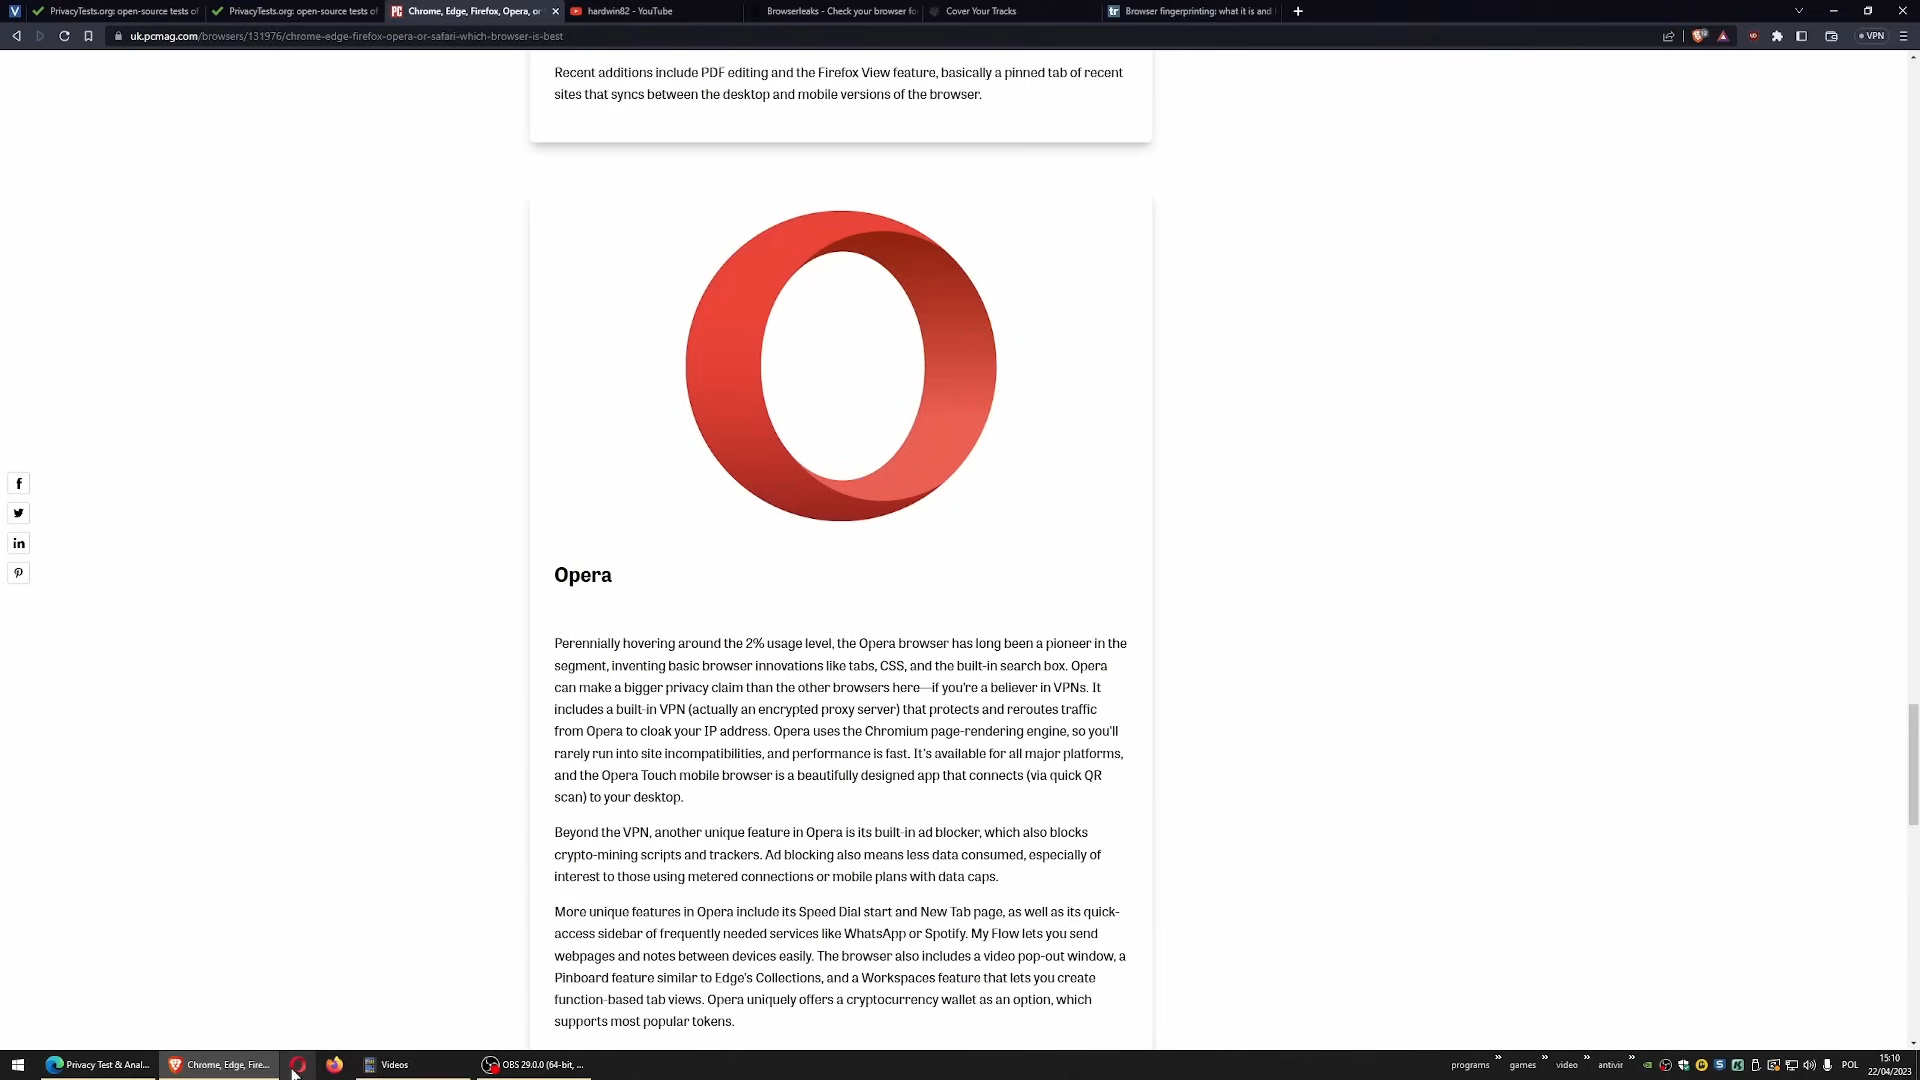 PrivacyTests.org: open-source tests of
PrivacyTests.org: open-source tests of
PC
Chrome, Edge, Firefox, Opera, or
hardwin82 - YouTube
Browserleaks - Check your browser fo
Cover Your Tracks
tr
Browser fingerprinting: what it is and
uk.pcmag.com/browsers/131976/chrome-edge-firefox-opera-or-safari-which-browser-is-best
VPN
Recent additions include PDF editing and the Firefox View feature, basically a pinned tab of recent
sites that syncs between the desktop and mobile versions of the browser.
Opera
Perennially hovering around the 2% usage level, the Opera browser has long been a pioneer in the
segment, inventing basic browser innovations like tabs, CSS, and the built-in search box. Opera
can make a bigger privacy claim than the other browsers here—if you're a believer in VPNs. It
includes a built-in VPN (actually an encrypted proxy server) that protects and reroutes traffic
from Opera to cloak your IP address. Opera uses the Chromium page-rendering engine, so you'll
rarely run into site incompatibilities, and performance is fast. It's available for all major platforms,
and the Opera Touch mobile browser is a beautifully designed app that connects (via quick QR
scan) to your desktop.
Beyond the VPN, another unique feature in Opera is its built-in ad blocker, which also blocks
crypto-mining scripts and trackers. Ad blocking also means less data consumed, especially of
interest to those using metered connections or mobile plans with data caps.
More unique features in Opera include its Speed Dial start and New Tab page, as well as its quick-
access sidebar of frequently needed services like WhatsApp or Spotify. My Flow lets you send
webpages and notes between devices easily. The browser also includes a video pop-out window, a
Pinboard feature similar to Edge's Collections, and a Workspaces feature that lets you create
function-based tab views. Opera uniquely offers a cryptocurrency wallet as an option, which
supports most popular tokens.
Privacy Test & Anal...
Chrome, Edge, Fire...
Videos
OBS 29.0.0 (64-bit, ...
programs
games
video
antivir
POL
15:10
22/04/2023